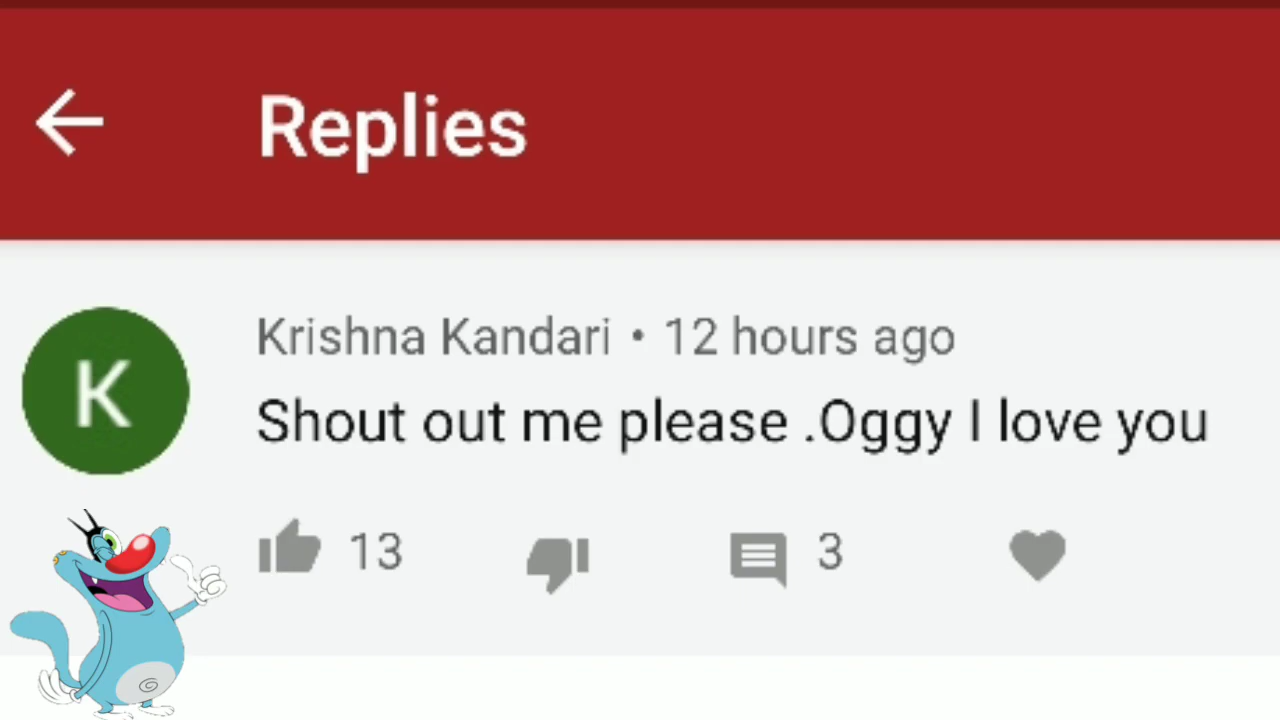 Replies
K
Krishna Kandari • 12 hours ago
Shout out me please .Oggy I love you
13
3